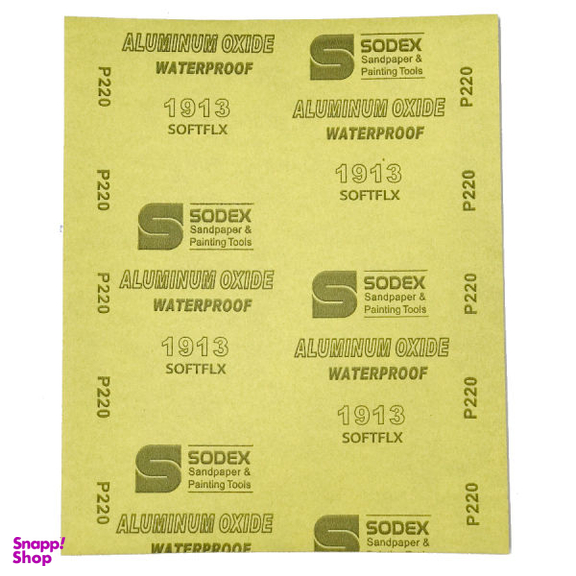 ALUMINUM OXIDE
WATERPROOF
1913
SOFTFLX
SODEX
Sandpaper &
Painting Tools
ALUMINUM OXIDE
WATERPROOF
1913
SOFTFLX
SODEX
Sandpaper &
Painting Tools
ALUMINUM OXIDE
WATERPROOF
SODEX
Sandpaper &
Painting Tools
ALUMINUM OXIDE
WATERPROOF
1913
SOFTFLX
SODEX
Sandpaper &
Painting Tools
ALUMINUM OXIDE
WATERPROOF
1913
SOFTFLX
SODEX
Sandpaper &
P220
P220
P220
P220
P220
P220
P220
P220
P220
P220
Snapp!
Shop